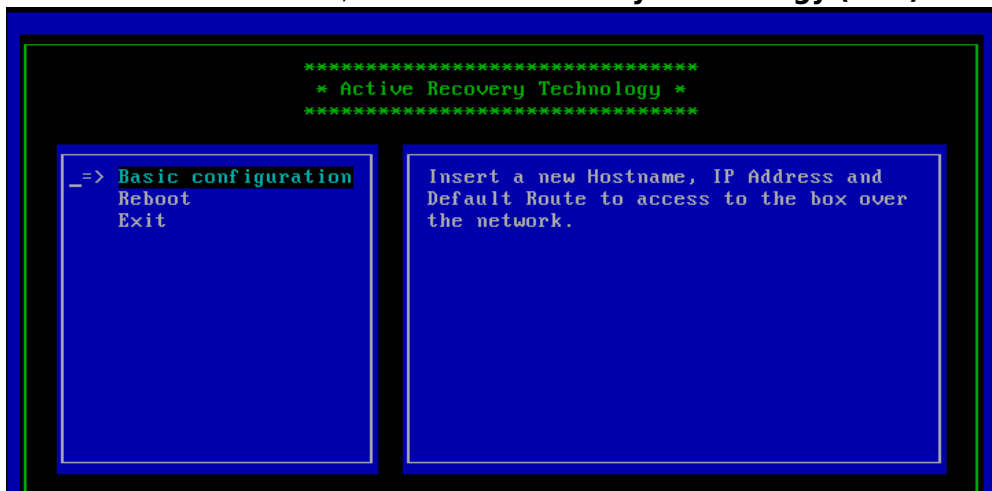 *********************************
* Active Recovery Technology *
*********************************
_=> Basic configuration
Reboot
Exit
Insert a new Hostname, IP Address and
Default Route to access to the box over
the network.